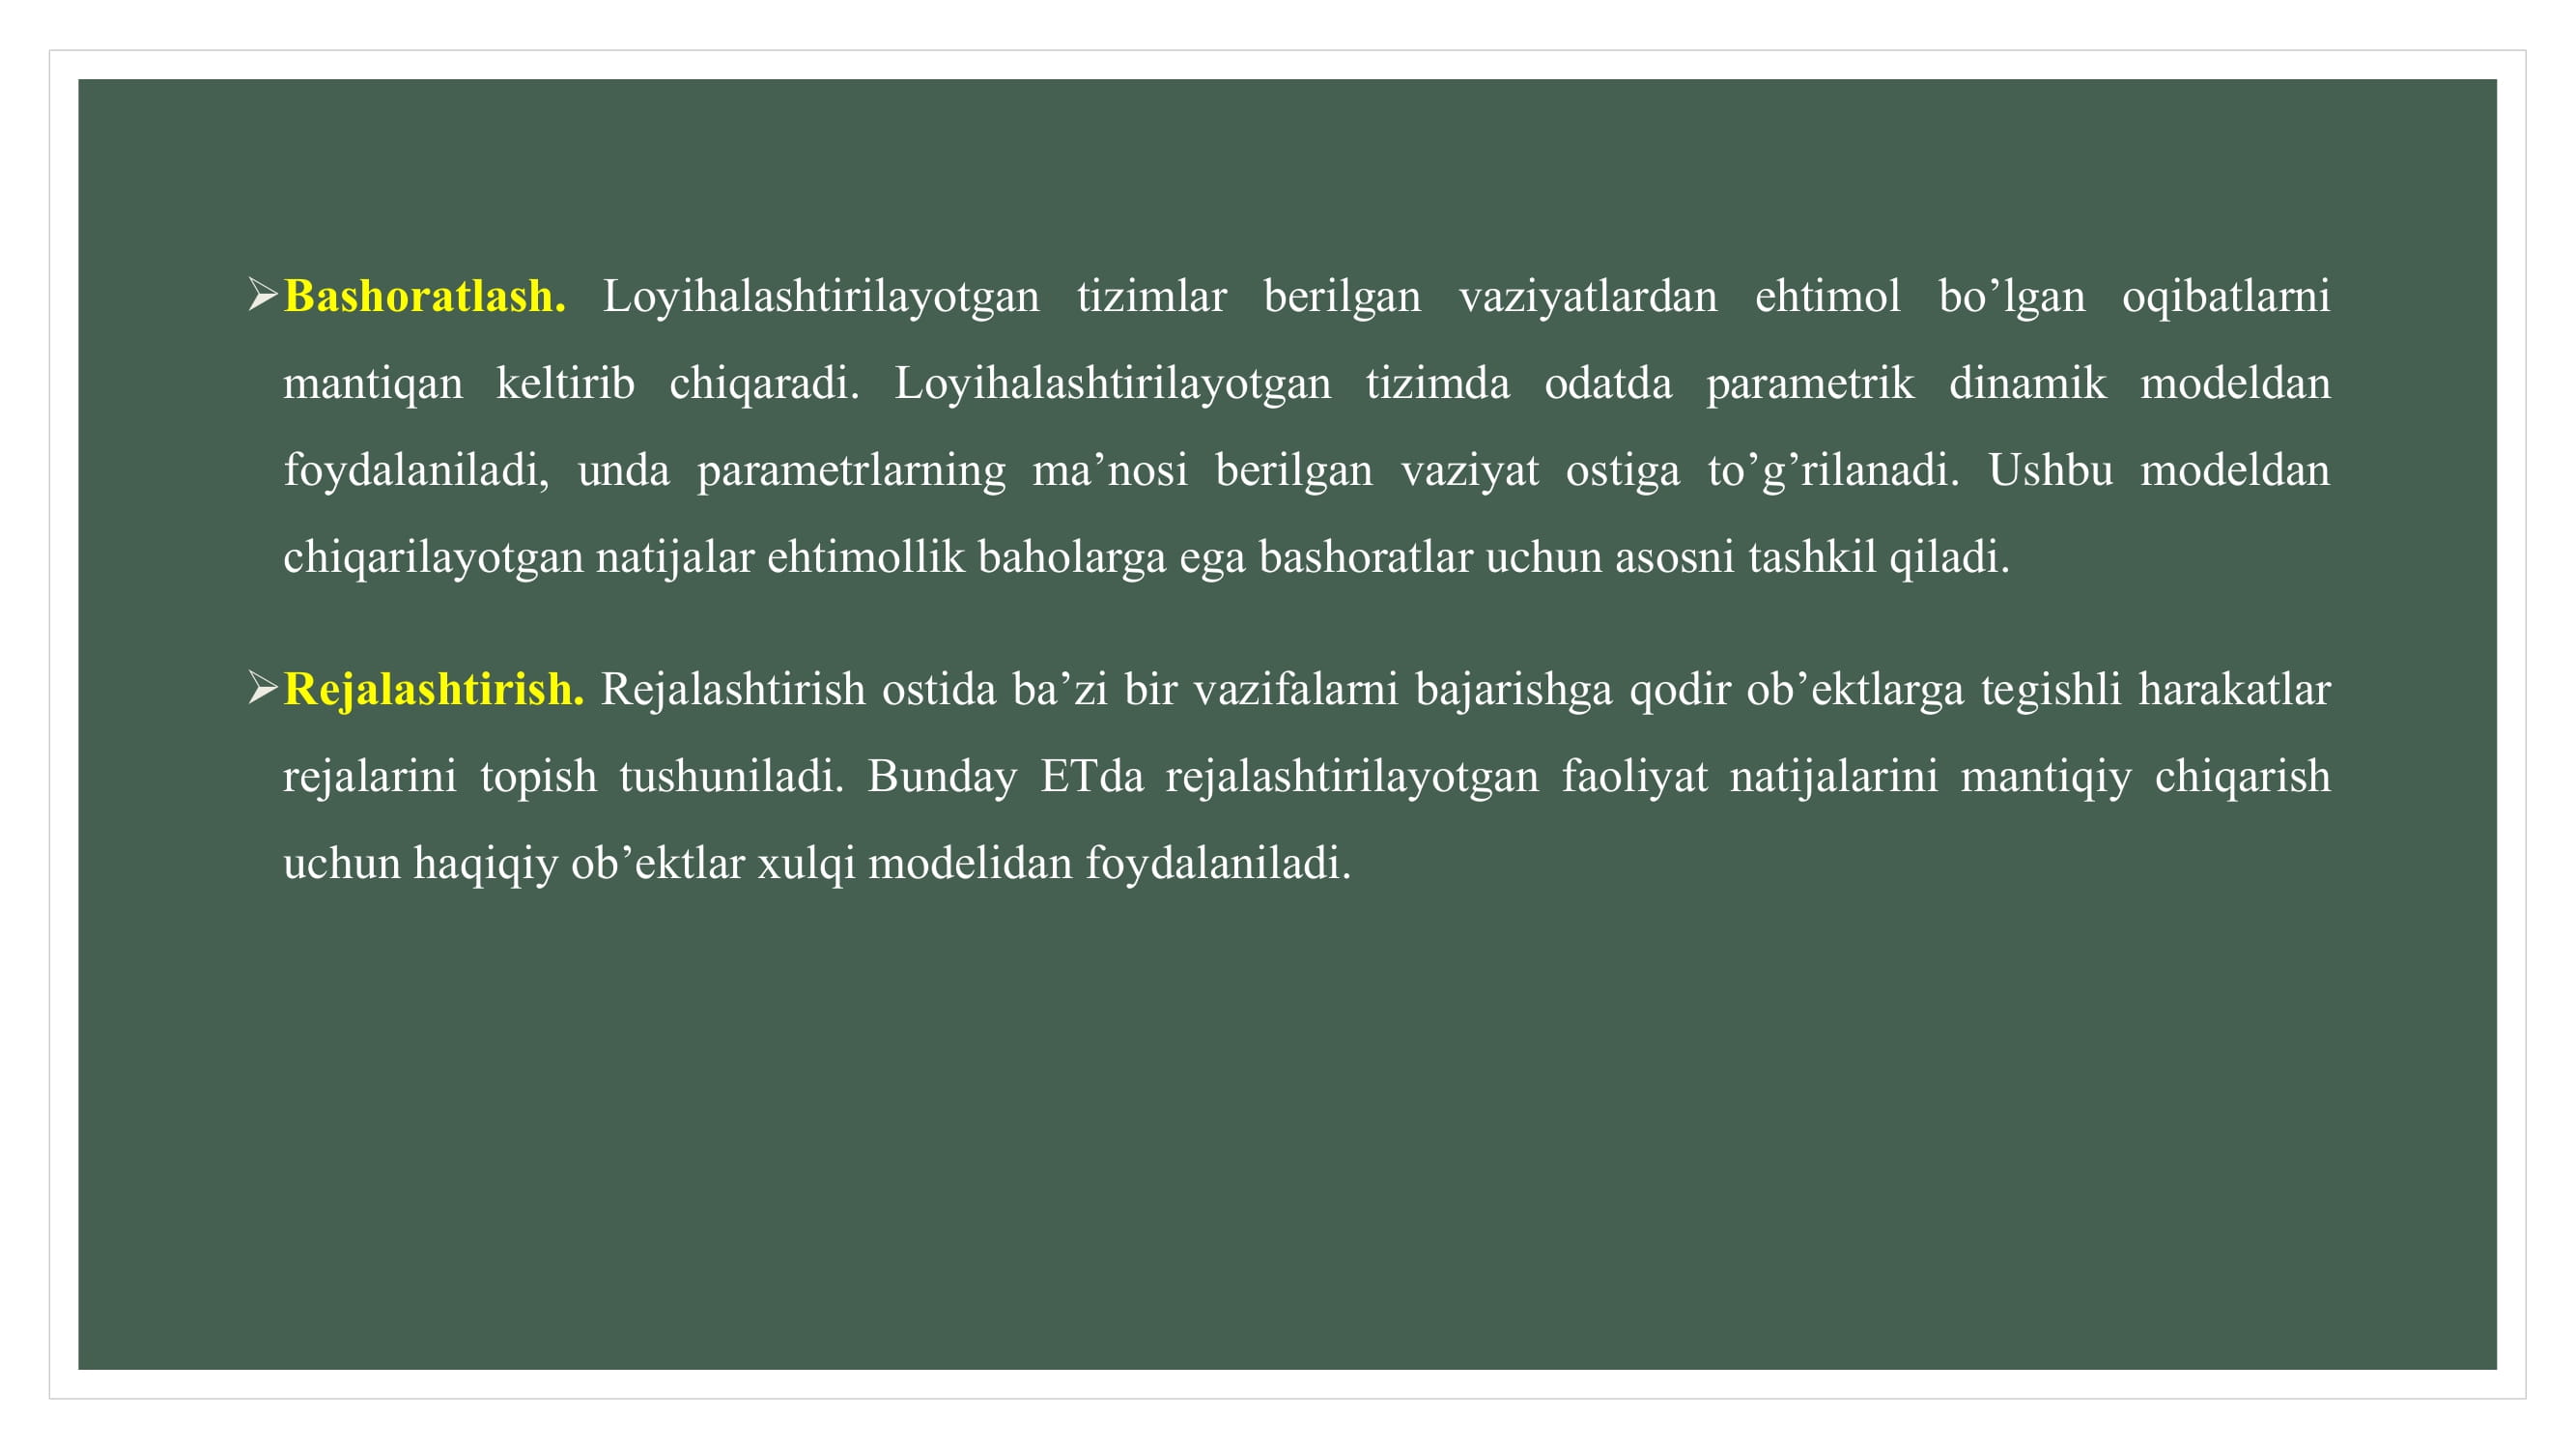 ➢Bashoratlash. Loyihalashtirilayotgan tizimlar berilgan vaziyatlardan ehtimol bo’lgan oqibatlarni
mantiqan keltirib chiqaradi. Loyihalashtirilayotgan tizimda odatda parametrik dinamik modeldan
foydalaniladi, unda parametrlarning ma’nosi berilgan vaziyat ostiga to’g’rilanadi. Ushbu modeldan
chiqarilayotgan natijalar ehtimollik baholarga ega bashoratlar uchun asosni tashkil qiladi.
➢Rejalashtirish. Rejalashtirish ostida ba’zi bir vazifalarni bajarishga qodir ob’ektlarga tegishli harakatlar
rejalarini topish tushuniladi. Bunday ETda rejalashtirilayotgan faoliyat natijalarini mantiqiy chiqarish
uchun haqiqiy ob’ektlar xulqi modelidan foydalaniladi.